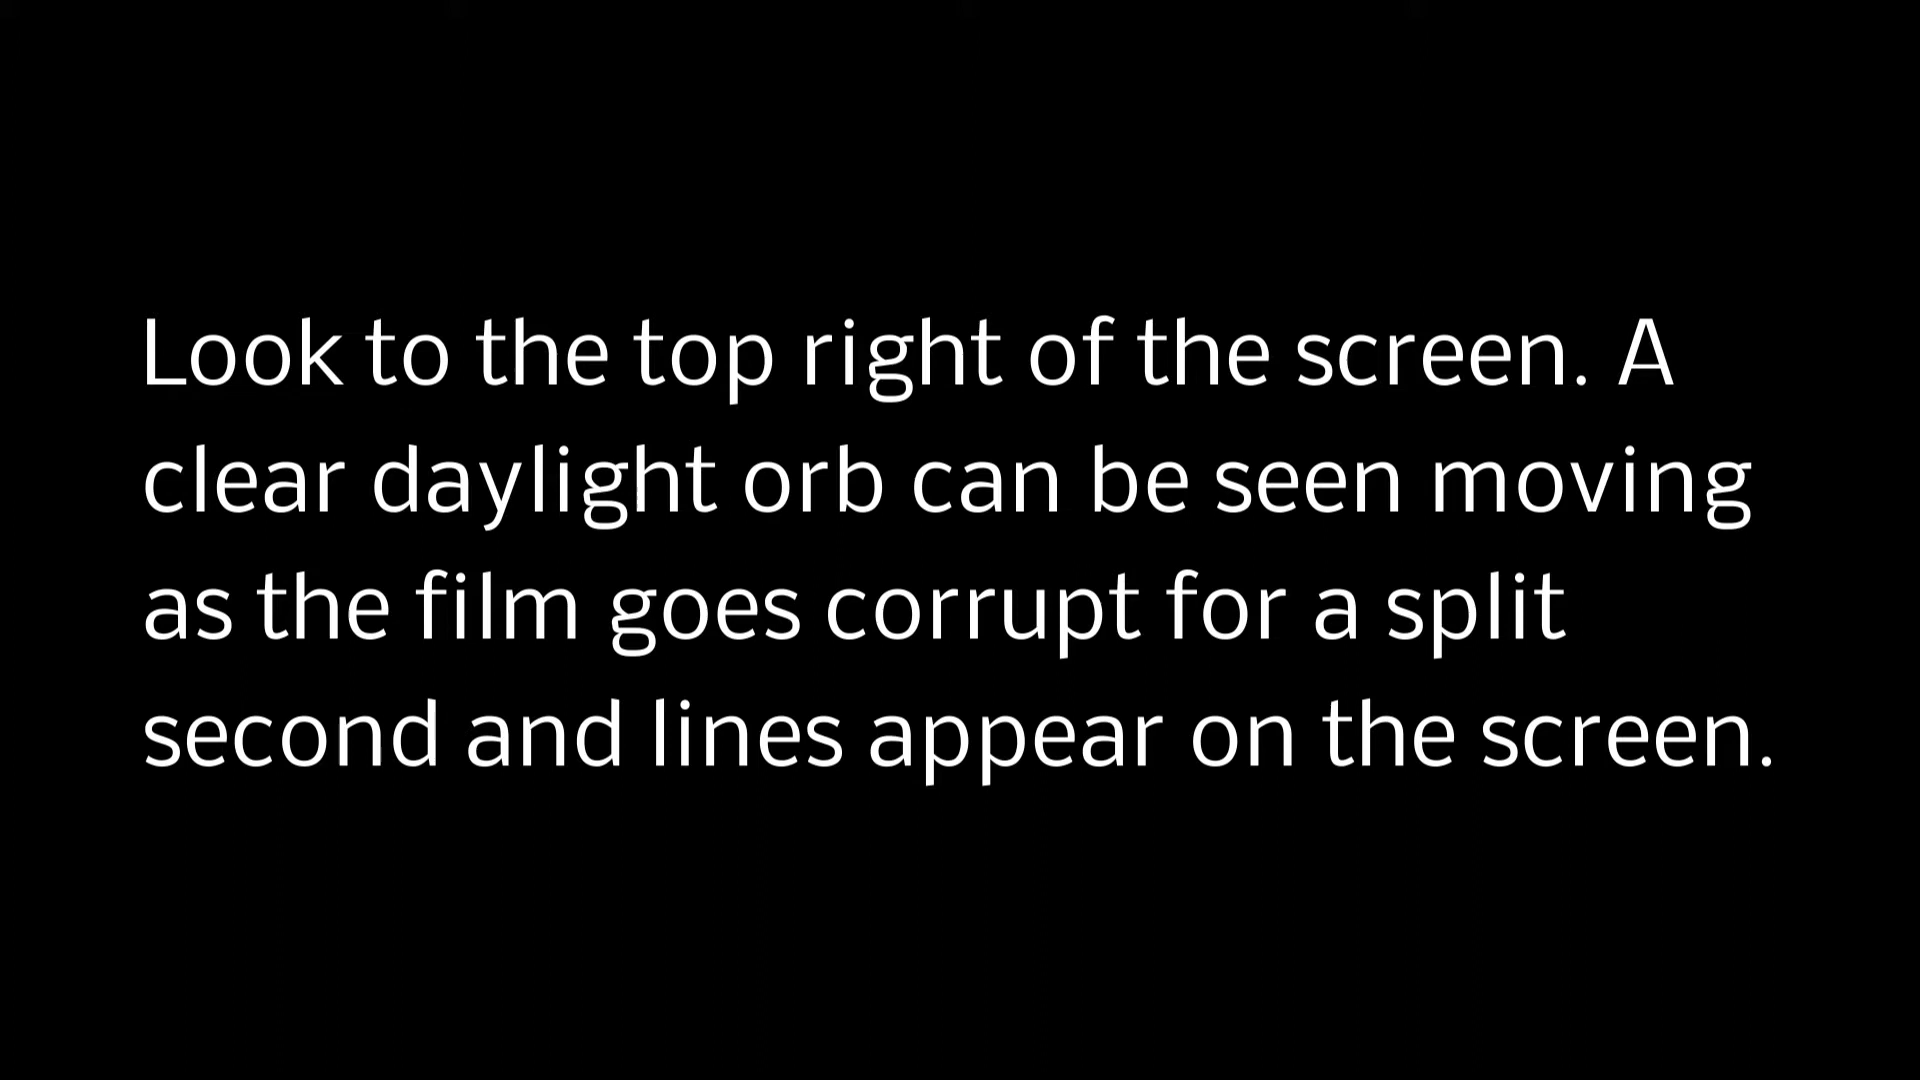 Look to the top right of the screen. A
clear daylight orb can be seen moving
as the film goes corrupt for a split
second and lines appear on the screen.